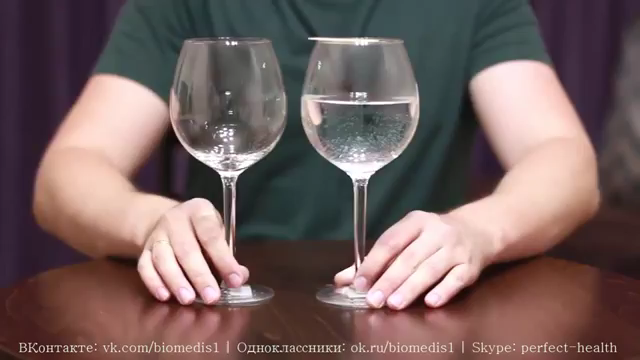 ВКонтакте: vk.com/biomedis1 | Одноклассники: ok.ru/biomedis1 | Skype: perfect-health